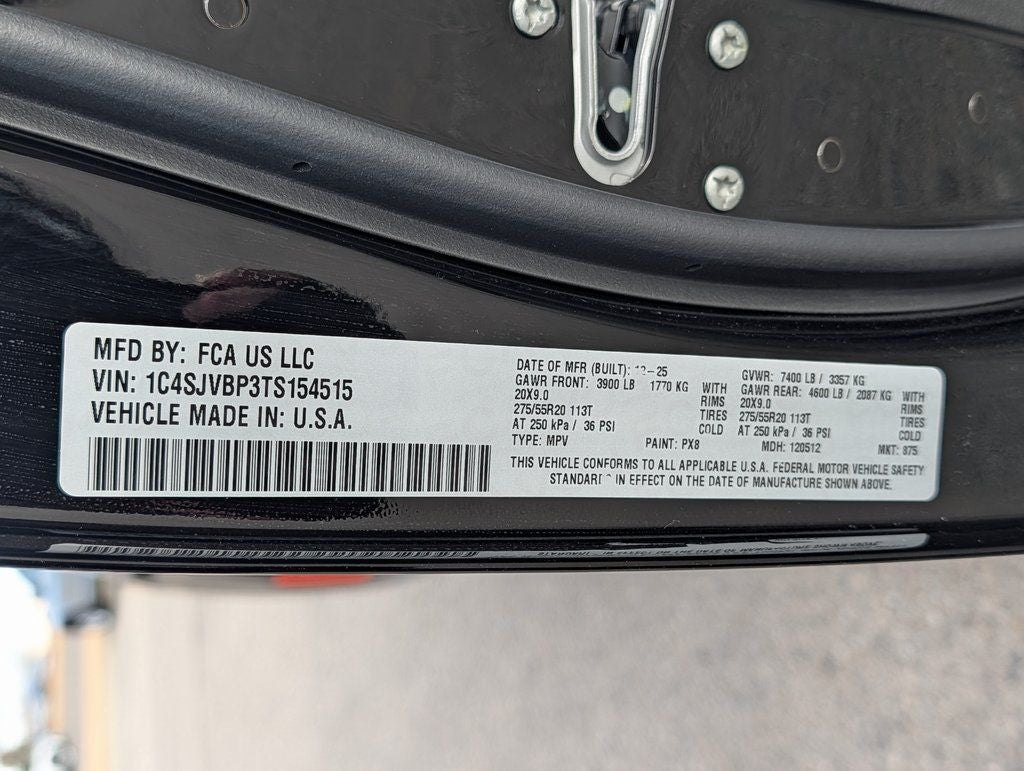 MFD BY: FCA US LLC
VIN: 1C4SJVBP3TS154515
VEHICLE MADE IN: U.S.A.
DATE OF MFR (BUILT): 12-25
GAWR FRONT: 3900 LB 1770 KG WITH
20X9.0 RIMS
275/55R20 113T TIRES
AT 250 kPa / 36 PSI COLD
TYPE: MPV PAINT: PX8
GVWR: 7400 LB / 3357 KG
GAWR REAR: 4600 LB / 2087 KG WITH
20X9.0 RIMS
275/55R20 113T TIRES
AT 250 kPa / 36 PSI COLD
MDH: 120512 MKT: 875
THIS VEHICLE CONFORMS TO ALL APPLICABLE U.S.A. FEDERAL MOTOR VEHICLE SAFETY
IN EFFECT ON THE DATE OF MANUFACTURE SHOWN ABOVE.